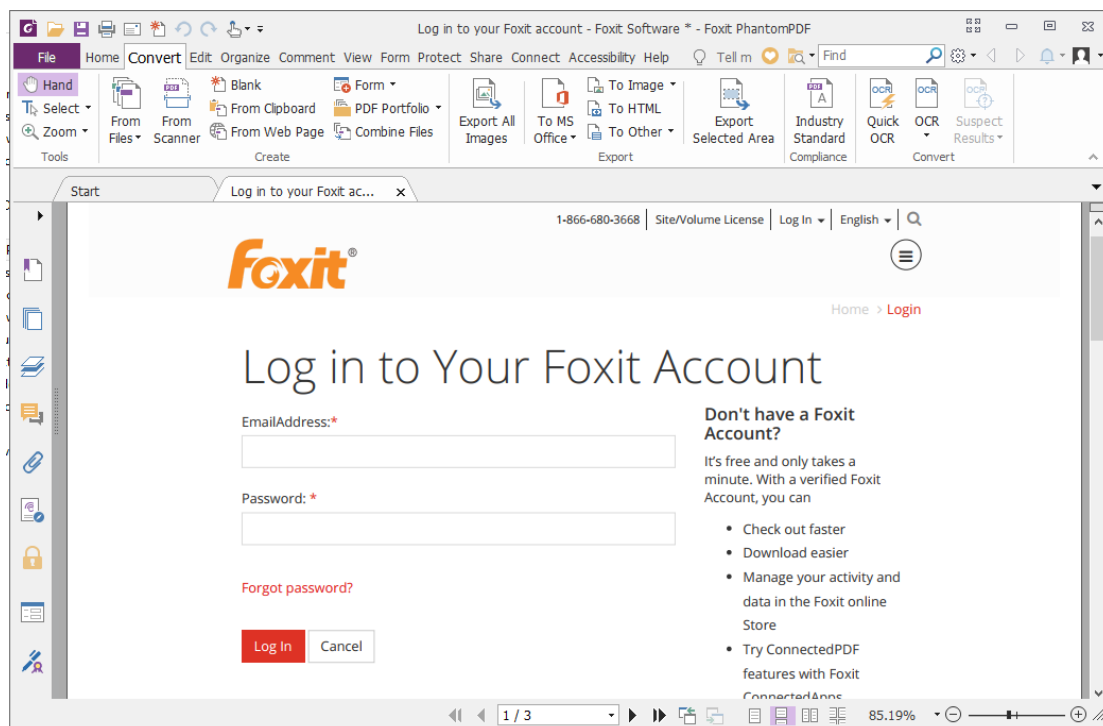 Log in to your Foxit account - Foxit Software * - Foxit PhantomPDF
File Home Convert Edit Organize Comment View Form Protect Share Connect Accessibility Help Tell m Find
Hand
Select
Zoom
Tools
From Files
From Scanner
Blank
From Clipboard
From Web Page
Form
PDF Portfolio
Combine Files
Create
Export All Images
To MS Office
To Image
To HTML
To Other
Export Selected Area
Export
PDF
A
Industry Standard
Compliance
OCR
Quick OCR
OCR
OCR
OCR
Suspect Results
Convert
Start
Log in to your Foxit ac... x
1-866-680-3668 Site/Volume License Log In English
foxit®
Home > Login
Log in to Your Foxit Account
EmailAddress:*
Password: *
Forgot password?
Log In Cancel
Don't have a Foxit
Account?
It's free and only takes a
minute. With a verified Foxit
Account, you can
• Check out faster
• Download easier
• Manage your activity and
data in the Foxit online
Store
• Try ConnectedPDF
features with Foxit
ConnectedApps
1 / 3
85.19%